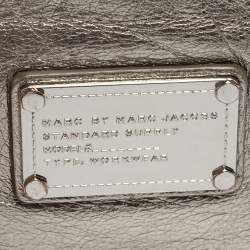 MARC BY MARC JACOBS
STANDARD SUPPLY
MODEL
TYPE. WORKWEAR